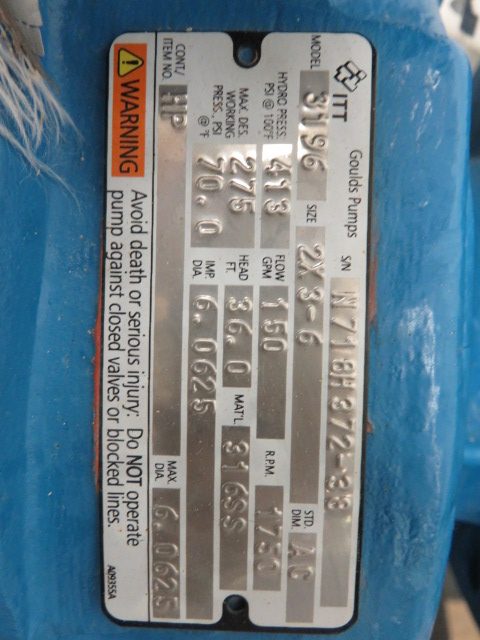 ITT Goulds Pumps S/N N718H372-33
MODEL 3196 SIZE 2X3-6 STD. DIM. AC
HYDRO PRESS: PSI @ 100°F 413 FLOW GPM 150 R.P.M. 1750
MAX. DES. WORKING PRESS., PSI @ °F 275 HEAD FT. 36.0 MAT'L. 316SS
70.0 IMP. DIA. 6.0625
CONT/ ITEM NO. HP MAX. DIA. 6.0625
WARNING Avoid death or serious injury: Do NOT operate
pump against closed valves or blocked lines.
A0935SA